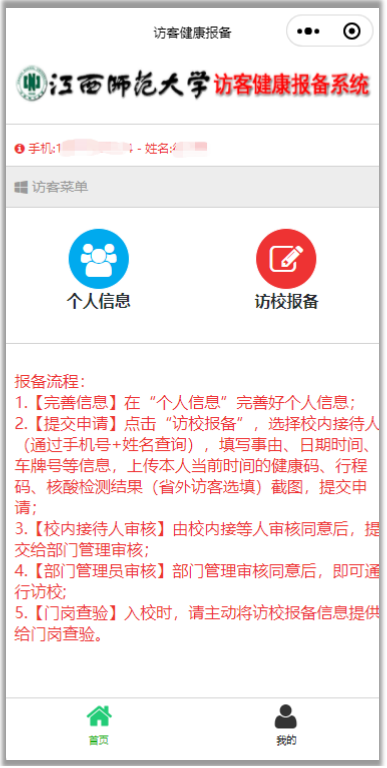 访客健康报备
江西师范大学 访客健康报备系统
手机:1 - 姓名:
访客菜单
个人信息 访校报备
报备流程：
1.【完善信息】在“个人信息”完善好个人信息；
2.【提交申请】点击“访校报备”，选择校内接待人
（通过手机号+姓名查询），填写事由、日期时间、
车牌号等信息，上传本人当前时间的健康码、行程
码、核酸检测结果（省外访客选填）截图，提交申
请；
3.【校内接待人审核】由校内接等人审核同意后，提
交给部门管理审核；
4.【部门管理员审核】部门管理审核同意后，即可通
行访校；
5.【门岗查验】入校时，请主动将访校报备信息提供
给门岗查验。
首页 我的